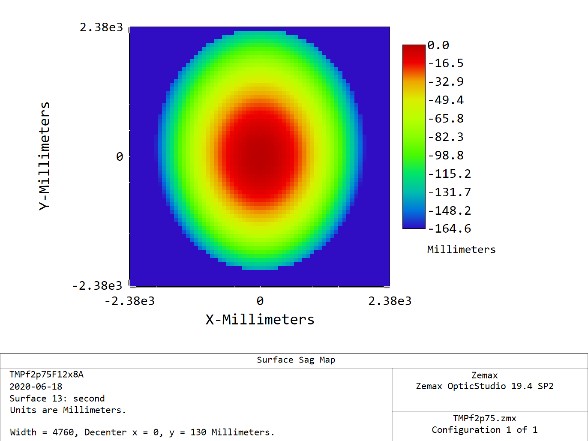 2.38e3
0
-2.38e3
Y-Millimeters
-2.38e3
0
2.38e3
X-Millimeters
0.0
-16.5
-32.9
-49.4
-65.8
-82.3
-98.8
-115.2
-131.7
-148.2
-164.6
Millimeters
Surface Sag Map
TMPf2p75F12x8A
2020-06-18
Surface 13: second
Units are Millimeters.
Width = 4760, Decenter x = 0, y = 130 Millimeters.
Zemax
Zemax OpticStudio 19.4 SP2
TMPf2p75.zmx
Configuration 1 of 1